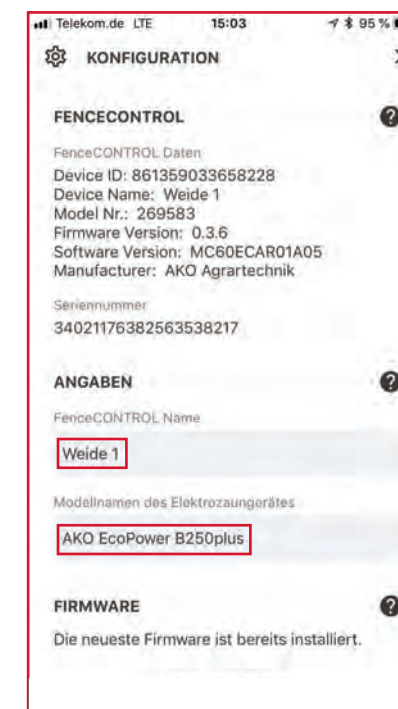 Telekom.de LTE 15:03 95 %
KONFIGURATION
FENCECONTROL
FenceCONTROL Daten
Device ID: 861359033658228
Device Name: Weide 1
Model Nr.: 269583
Firmware Version: 0.3.6
Software Version: MC60ECAR01A05
Manufacturer: AKO Agrartechnik
Seriennummer
34021176382563538217
ANGABEN
FenceCONTROL Name
Weide 1
Modellnamen des Elektrozaungerätes
AKO EcoPower B250plus
FIRMWARE
Die neueste Firmware ist bereits installiert.